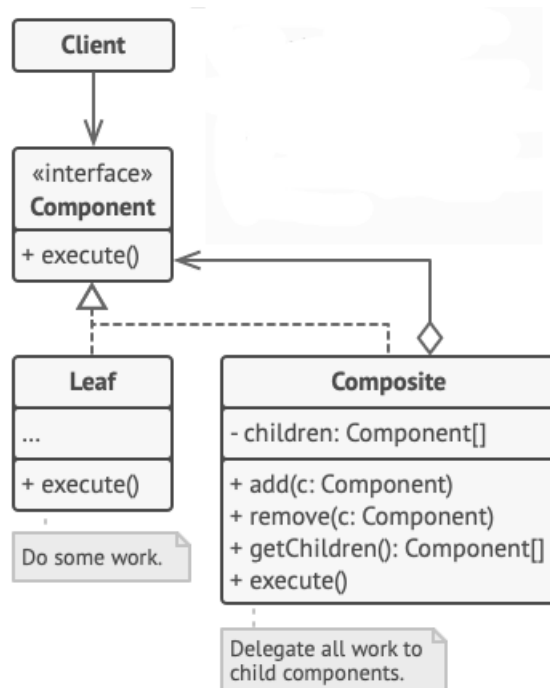 Client
«interface»
Component
+ execute()
Leaf
...
+ execute()
Do some work.
Composite
- children: Component[]
+ add(c: Component)
+ remove(c: Component)
+ getChildren(): Component[]
+ execute()
Delegate all work to
child components.